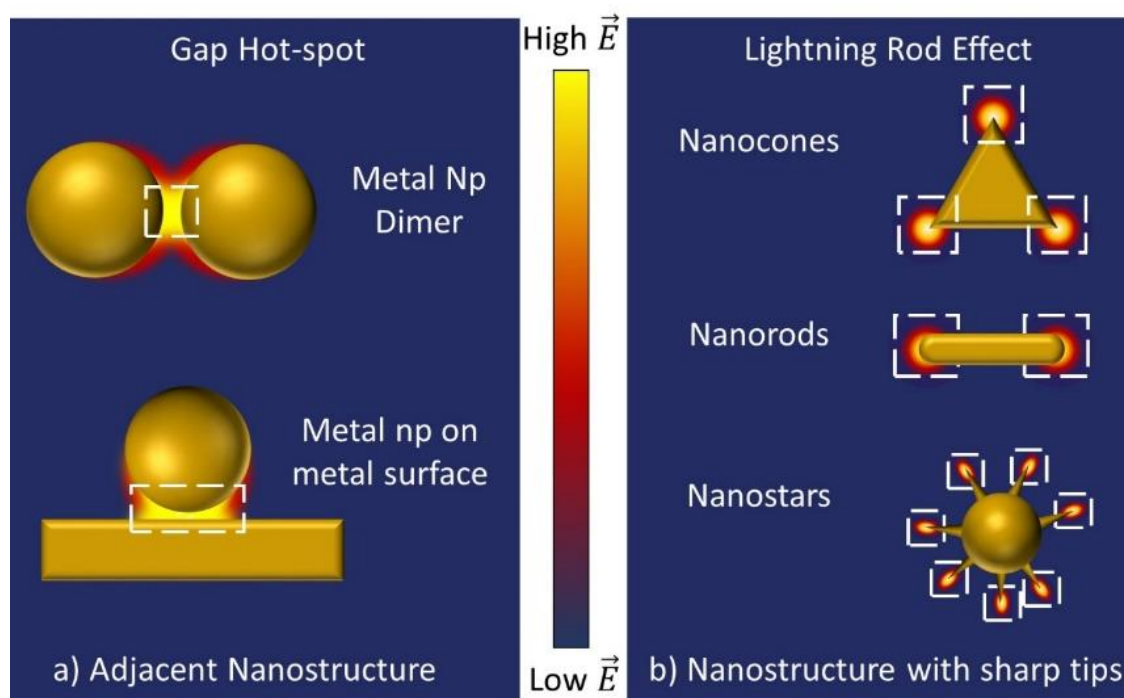 Gap Hot-spot
Metal Np
Dimer
Metal np on
metal surface
a) Adjacent Nanostructure
High E⃗
Low E⃗
Lightning Rod Effect
Nanocones
Nanorods
Nanostars
b) Nanostructure with sharp tips